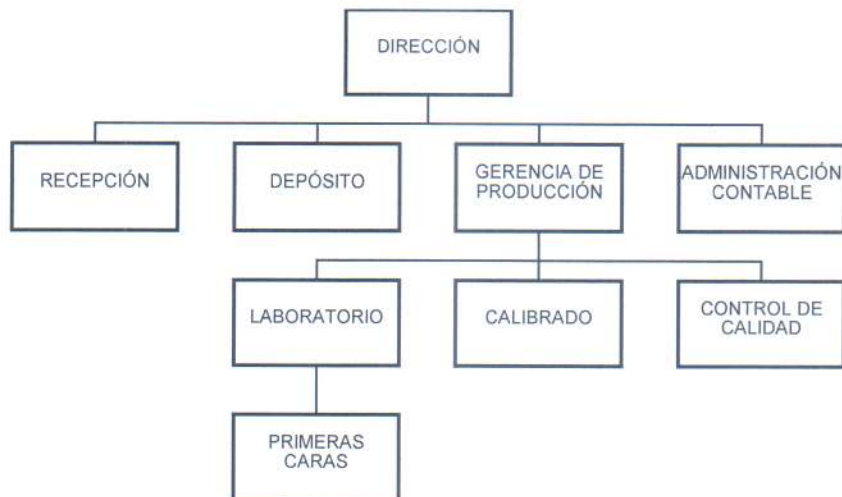 DIRECCIÓN
RECEPCIÓN
DEPÓSITO
GERENCIA DE
PRODUCCIÓN
ADMINISTRACIÓN
CONTABLE
LABORATORIO
CALIBRADO
CONTROL DE
CALIDAD
PRIMERAS
CARAS